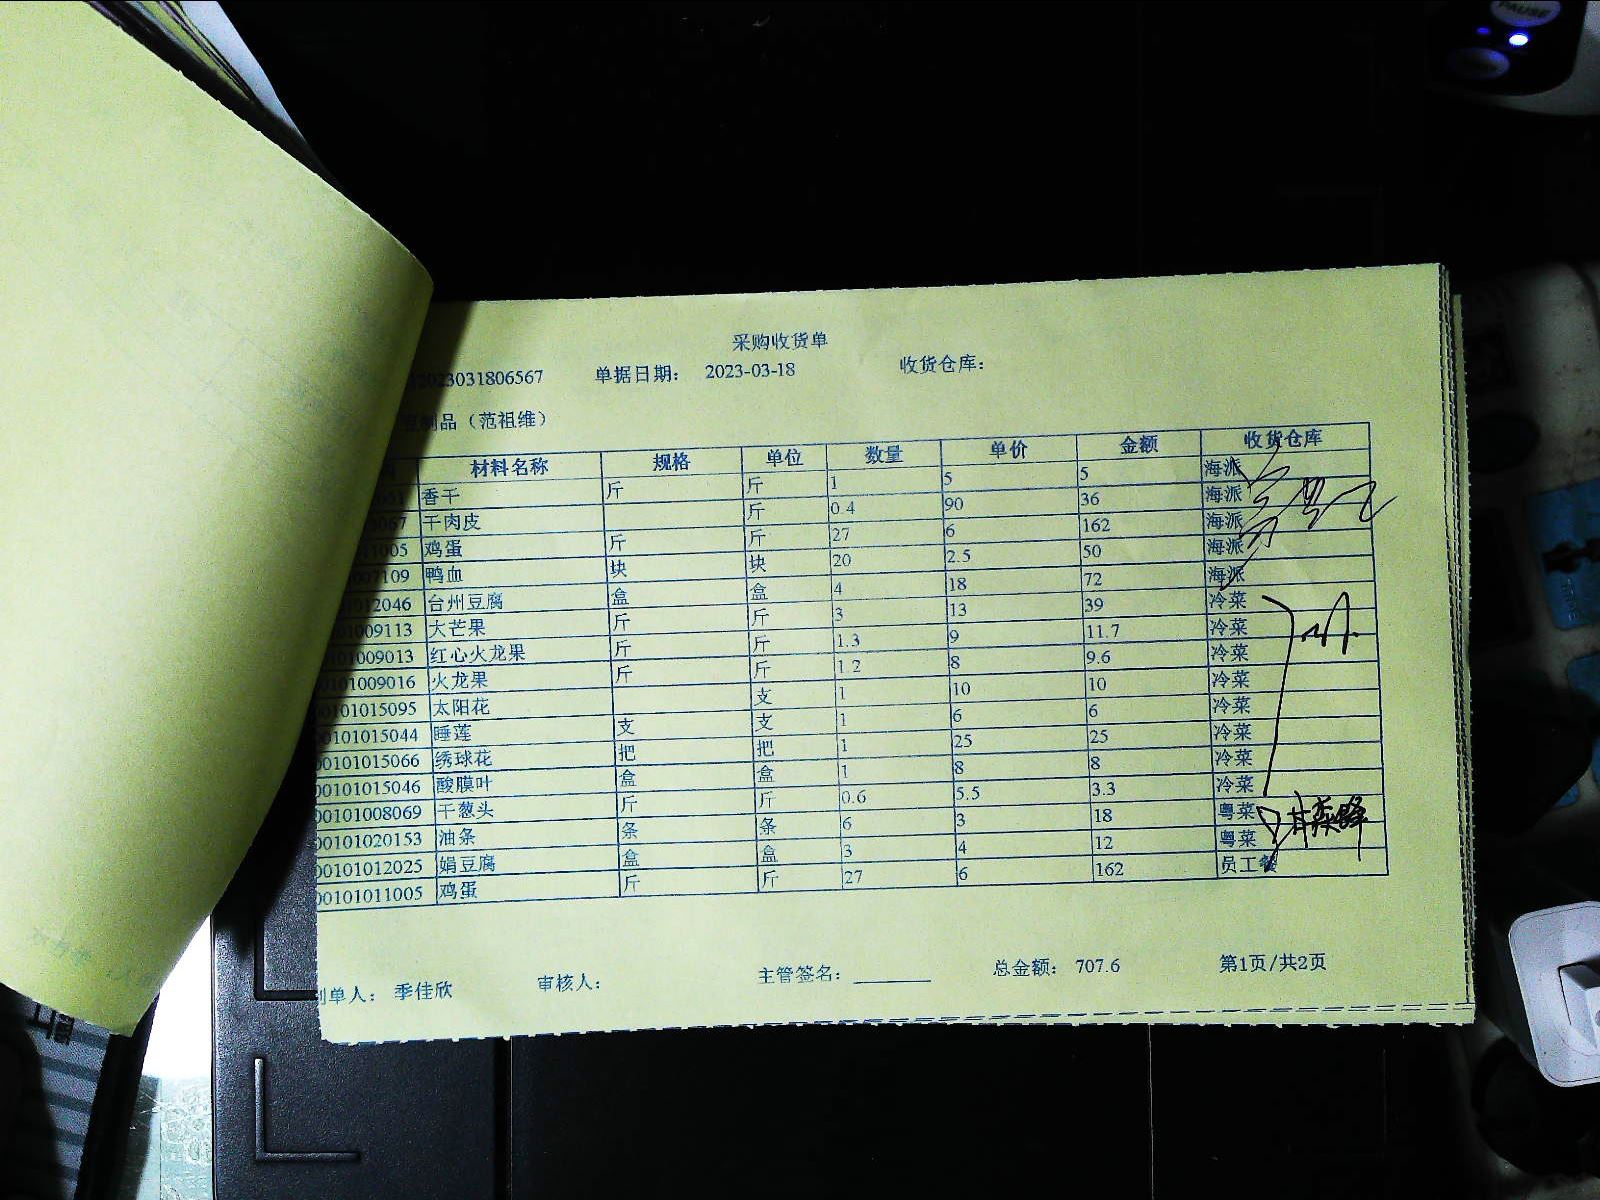 采购收货单
2023031806567 单据日期： 2023-03-18 收货仓库：
豆制品（范祖维）
材料名称 规格 单位 数量 单价 金额 收货仓库
香干 斤 斤 1 5 5 海派
干肉皮 斤 0.4 90 36 海派
1005 鸡蛋 斤 斤 27 6 162 海派
7109 鸭血 块 块 20 2.5 50 海派
012046 台州豆腐 盒 盒 4 18 72 海派
01009113 大芒果 斤 斤 3 13 39 冷菜
0101009013 红心火龙果 斤 斤 1.3 9 11.7 冷菜
0101009016 火龙果 斤 斤 1.2 8 9.6 冷菜
00101015095 太阳花 支 1 10 10 冷菜
00101015044 睡莲 支 支 1 6 6 冷菜
00101015066 绣球花 把 把 1 25 25 冷菜
00101015046 酸膜叶 盒 盒 1 8 8 冷菜
00101008069 干葱头 斤 斤 0.6 5.5 3.3 冷菜
00101020153 油条 条 条 6 3 18 粤菜
00101012025 娟豆腐 盒 盒 3 4 12 粤菜
00101011005 鸡蛋 斤 斤 27 6 162 员工餐
制单人： 季佳欣 审核人： 主管签名： 总金额： 707.6 第1页/共2页
PAUSE